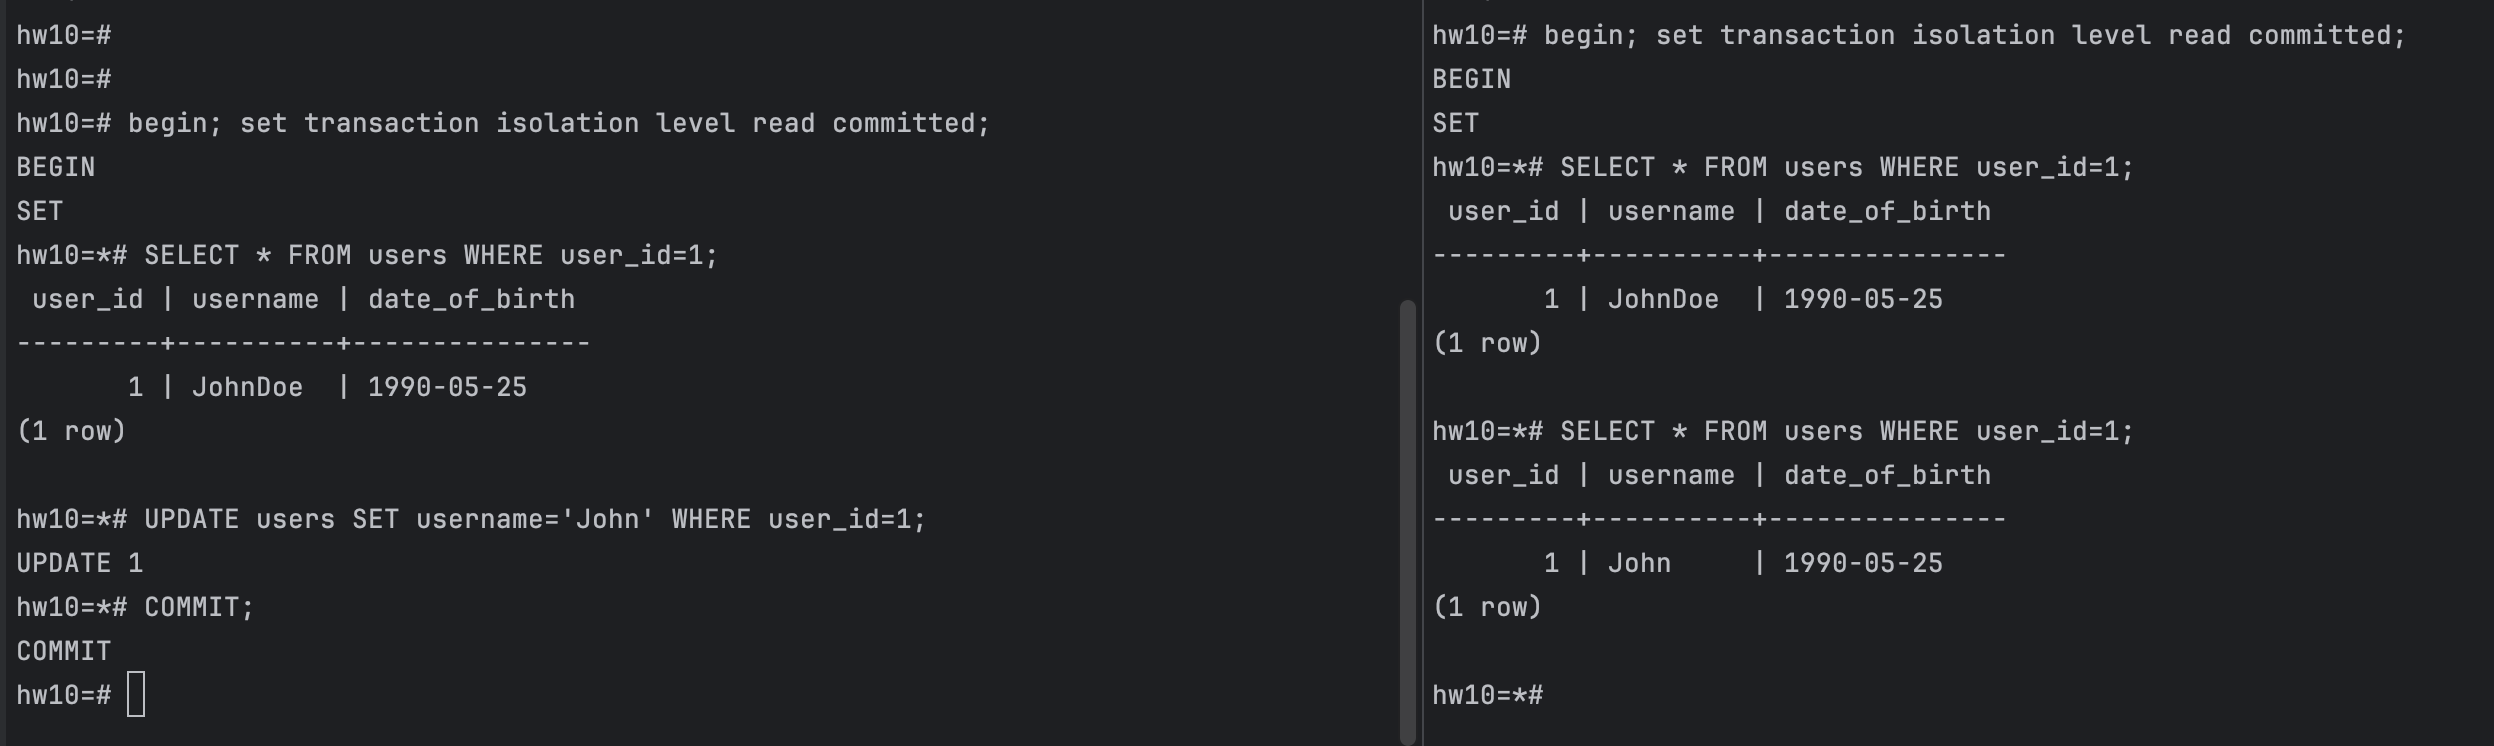 hw10=#
hw10=#
hw10=# begin; set transaction isolation level read committed;
BEGIN
SET
hw10=*# SELECT * FROM users WHERE user_id=1;
 user_id | username | date_of_birth
---------+----------+---------------
       1 | JohnDoe  | 1990-05-25
(1 row)

hw10=*# UPDATE users SET username='John' WHERE user_id=1;
UPDATE 1
hw10=*# COMMIT;
COMMIT
hw10=#
hw10=# begin; set transaction isolation level read committed;
BEGIN
SET
hw10=*# SELECT * FROM users WHERE user_id=1;
 user_id | username | date_of_birth
---------+----------+---------------
       1 | JohnDoe  | 1990-05-25
(1 row)

hw10=*# SELECT * FROM users WHERE user_id=1;
 user_id | username | date_of_birth
---------+----------+---------------
       1 | John     | 1990-05-25
(1 row)

hw10=*#